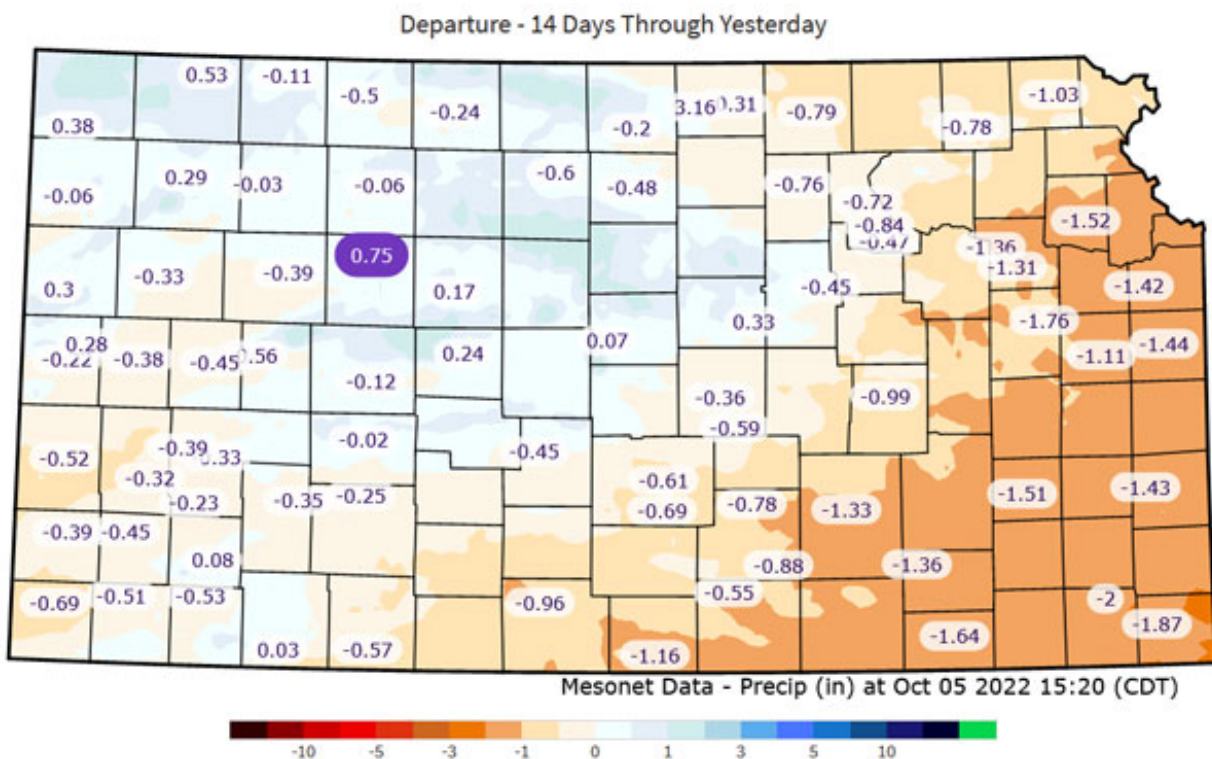 Departure - 14 Days Through Yesterday
0.53 -0.11 -0.5 -0.24 -0.2 3.16 0.31 -0.79 -0.78 -1.03
0.38
-0.06 0.29 -0.03 -0.06 -0.6 -0.48 -0.76 -0.72 -1.52
-0.84
-0.47 -1.36
0.3 -0.33 -0.39 0.75 0.17 -0.45 -1.31 -1.42
0.28 0.07 0.33 -1.76
-0.22 -0.38 -0.45 0.56 -0.12 0.24 -1.11 -1.44
-0.36 -0.99
-0.59
-0.52 -0.39 0.33 -0.02 -0.45
-0.32 -0.61
-0.23 -0.35 -0.25 -0.69 -0.78 -1.33 -1.51 -1.43
-0.39 -0.45
0.08 -0.88 -1.36
-0.69 -0.51 -0.53 -0.96 -0.55 -2
0.03 -0.57 -1.16 -1.64 -1.87
Mesonet Data - Precip (in) at Oct 05 2022 15:20 (CDT)
-10 -5 -3 -1 0 1 3 5 10